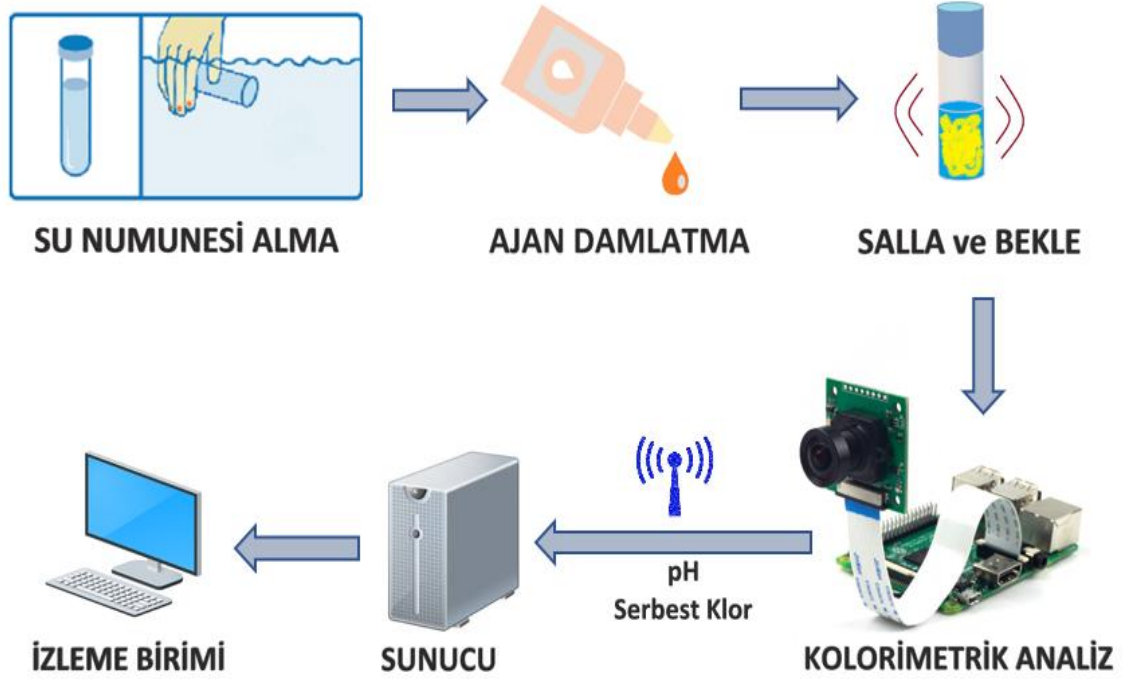 SU NUMUNESİ ALMA
AJAN DAMLATMA
SALLA ve BEKLE
pH
Serbest Klor
İZLEME BİRİMİ
SUNUCU
KOLORİMETRİK ANALİZ